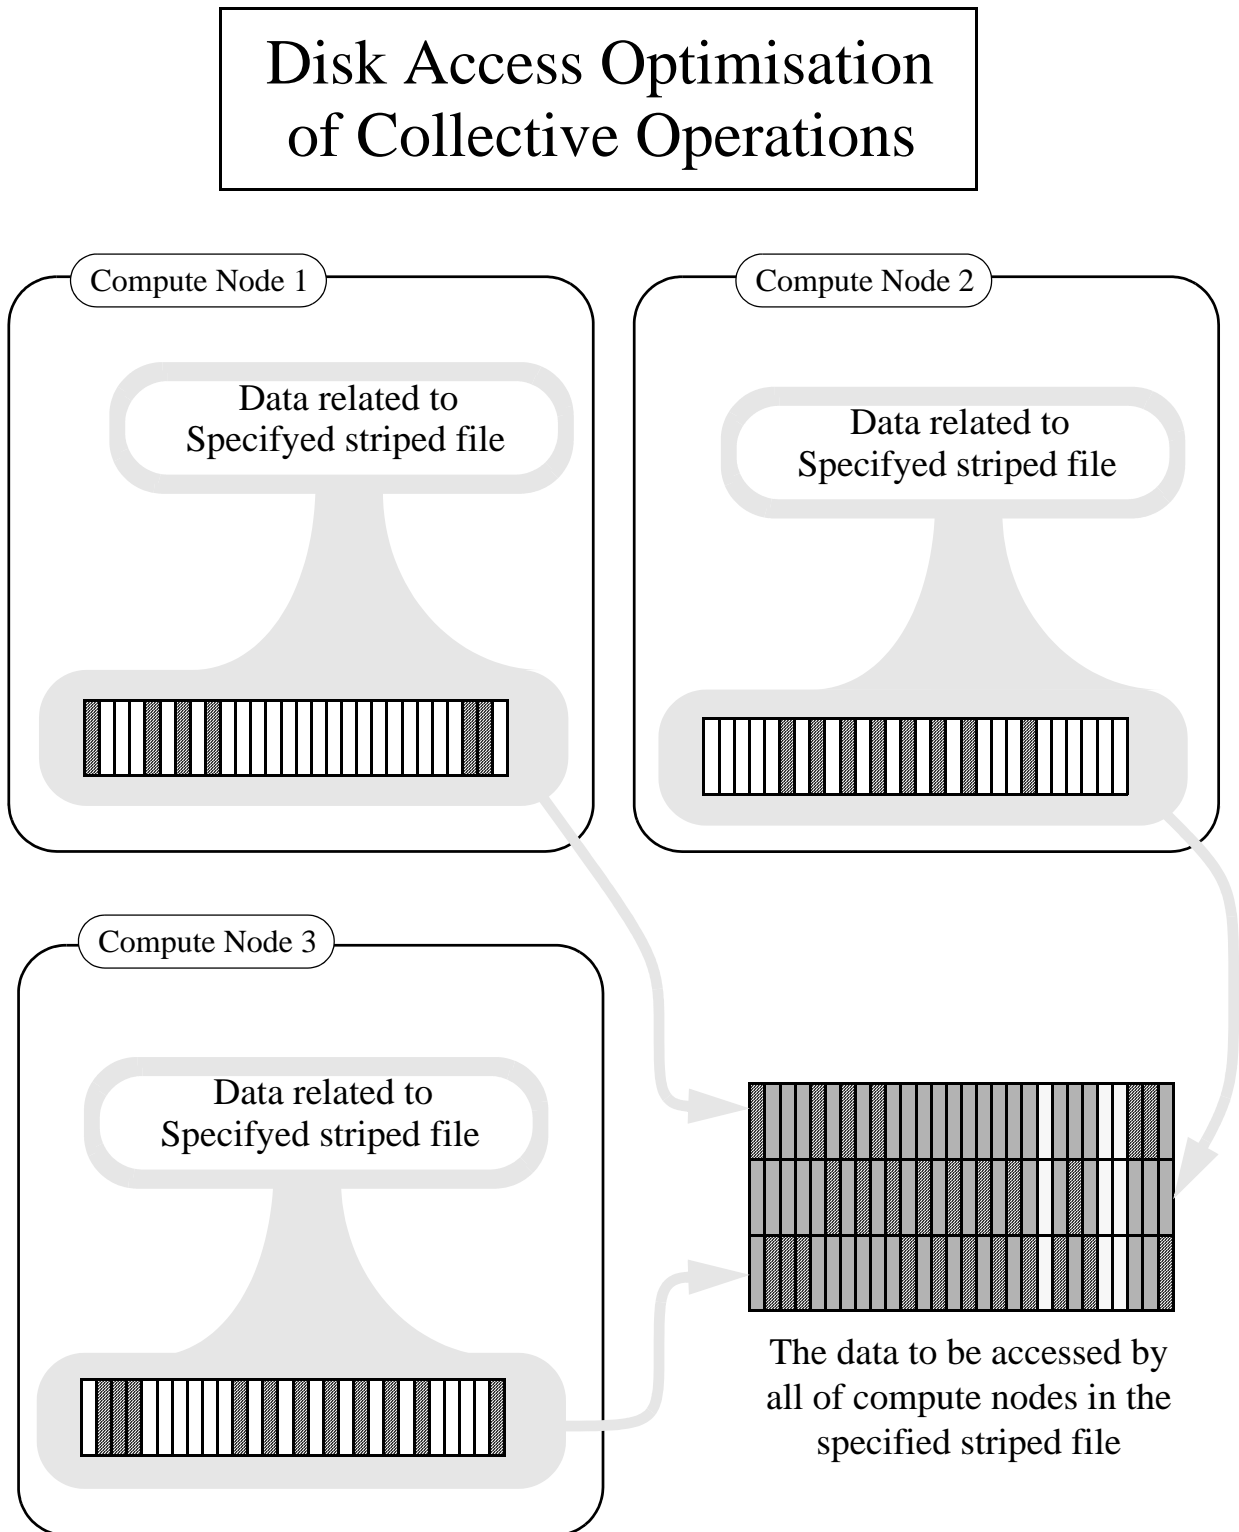 Disk Access Optimisation
of Collective Operations
Compute Node 1
Data related to
Specifyed striped file
Compute Node 2
Data related to
Specifyed striped file
Compute Node 3
Data related to
Specifyed striped file
The data to be accessed by
all of compute nodes in the
specified striped file